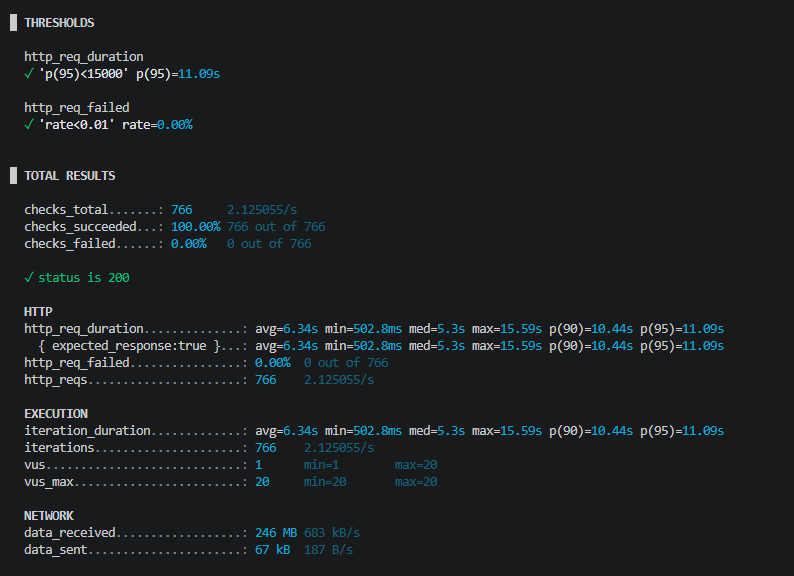 THRESHOLDS
http_req_duration
✓ 'p(95)<15000' p(95)=11.09s
http_req_failed
✓ 'rate<0.01' rate=0.00%
TOTAL RESULTS
checks_total.......: 766     2.125055/s
checks_succeeded...: 100.00% 766 out of 766
checks_failed......: 0.00%   0 out of 766
✓ status is 200
HTTP
http_req_duration..............: avg=6.34s min=502.8ms med=5.3s max=15.59s p(90)=10.44s p(95)=11.09s
{ expected_response:true }...: avg=6.34s min=502.8ms med=5.3s max=15.59s p(90)=10.44s p(95)=11.09s
http_req_failed................: 0.00%  0 out of 766
http_reqs......................: 766    2.125055/s
EXECUTION
iteration_duration.............: avg=6.34s min=502.8ms med=5.3s max=15.59s p(90)=10.44s p(95)=11.09s
iterations.....................: 766    2.125055/s
vus............................: 1      min=1        max=20
vus_max........................: 20     min=20       max=20
NETWORK
data_received..................: 246 MB 683 kB/s
data_sent......................: 67 kB  187 B/s